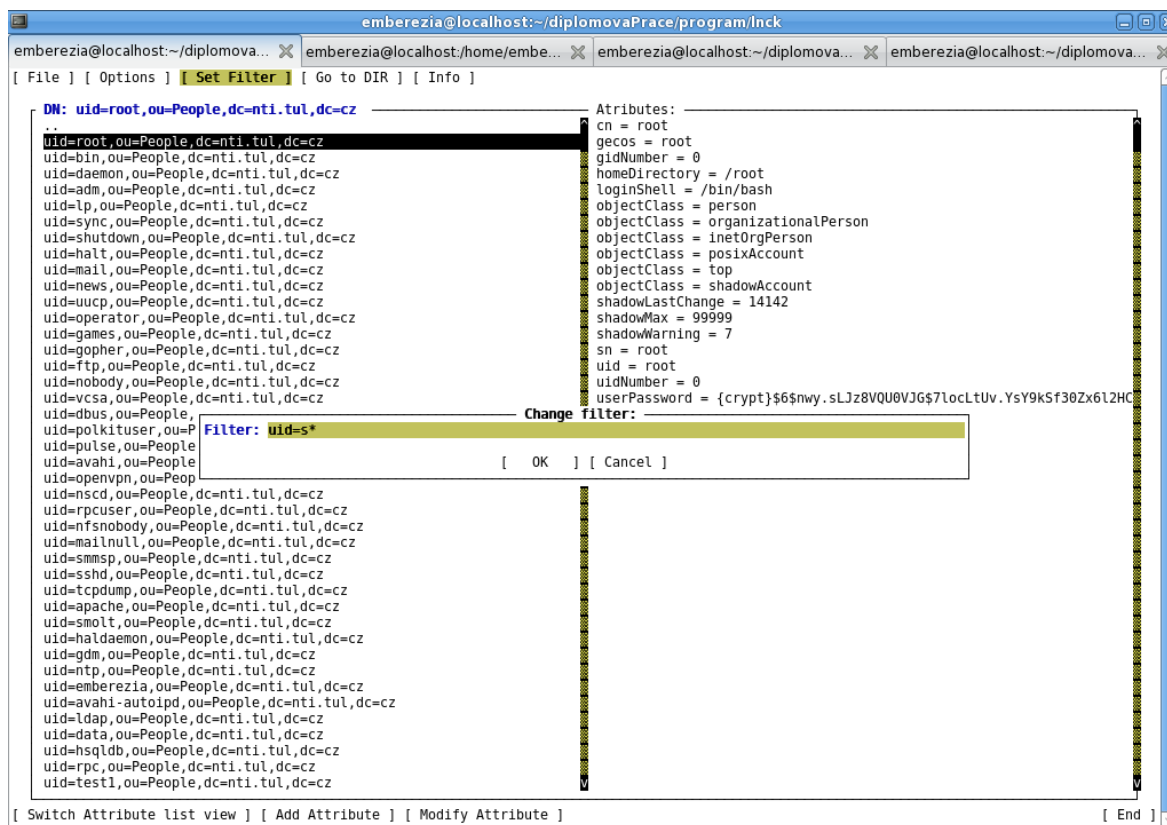 emberezia@localhost:~/diplomovaPrace/program/lnck
emberezia@localhost:~/diplomova... emberezia@localhost:/home/embe... emberezia@localhost:~/diplomova... emberezia@localhost:~/diplomova...
[ File ] [ Options ] [ Set Filter ] [ Go to DIR ] [ Info ]
DN: uid=root,ou=People,dc=nti.tul,dc=cz Atributes:
.. cn = root
uid=root,ou=People,dc=nti.tul,dc=cz gecos = root
uid=bin,ou=People,dc=nti.tul,dc=cz gidNumber = 0
uid=daemon,ou=People,dc=nti.tul,dc=cz homeDirectory = /root
uid=adm,ou=People,dc=nti.tul,dc=cz loginShell = /bin/bash
uid=lp,ou=People,dc=nti.tul,dc=cz objectClass = person
uid=sync,ou=People,dc=nti.tul,dc=cz objectClass = organizationalPerson
uid=shutdown,ou=People,dc=nti.tul,dc=cz objectClass = inetOrgPerson
uid=halt,ou=People,dc=nti.tul,dc=cz objectClass = posixAccount
uid=mail,ou=People,dc=nti.tul,dc=cz objectClass = top
uid=news,ou=People,dc=nti.tul,dc=cz objectClass = shadowAccount
uid=uucp,ou=People,dc=nti.tul,dc=cz shadowLastChange = 14142
uid=operator,ou=People,dc=nti.tul,dc=cz shadowMax = 99999
uid=games,ou=People,dc=nti.tul,dc=cz shadowWarning = 7
uid=gopher,ou=People,dc=nti.tul,dc=cz sn = root
uid=ftp,ou=People,dc=nti.tul,dc=cz uid = root
uid=nobody,ou=People,dc=nti.tul,dc=cz uidNumber = 0
uid=vcsa,ou=People,dc=nti.tul,dc=cz userPassword = {crypt}$6$nwy.sLJz8VQU0VJG$7locLtUv.YsY9kSf30Zx6l2HC
uid=dbus,ou=People, Change filter:
uid=polkituser,ou=P Filter: uid=s*
uid=pulse,ou=People
uid=avahi,ou=People [ OK ] [ Cancel ]
uid=openvpn,ou=Peop
uid=nscd,ou=People,dc=nti.tul,dc=cz
uid=rpcuser,ou=People,dc=nti.tul,dc=cz
uid=nfsnobody,ou=People,dc=nti.tul,dc=cz
uid=mailnull,ou=People,dc=nti.tul,dc=cz
uid=smmsp,ou=People,dc=nti.tul,dc=cz
uid=sshd,ou=People,dc=nti.tul,dc=cz
uid=tcpdump,ou=People,dc=nti.tul,dc=cz
uid=apache,ou=People,dc=nti.tul,dc=cz
uid=smolt,ou=People,dc=nti.tul,dc=cz
uid=haldaemon,ou=People,dc=nti.tul,dc=cz
uid=gdm,ou=People,dc=nti.tul,dc=cz
uid=ntp,ou=People,dc=nti.tul,dc=cz
uid=emberezia,ou=People,dc=nti.tul,dc=cz
uid=avahi-autoipd,ou=People,dc=nti.tul,dc=cz
uid=ldap,ou=People,dc=nti.tul,dc=cz
uid=data,ou=People,dc=nti.tul,dc=cz
uid=hsqldb,ou=People,dc=nti.tul,dc=cz
uid=rpc,ou=People,dc=nti.tul,dc=cz
uid=test1,ou=People,dc=nti.tul,dc=cz
[ Switch Attribute list view ] [ Add Attribute ] [ Modify Attribute ] [ End ]